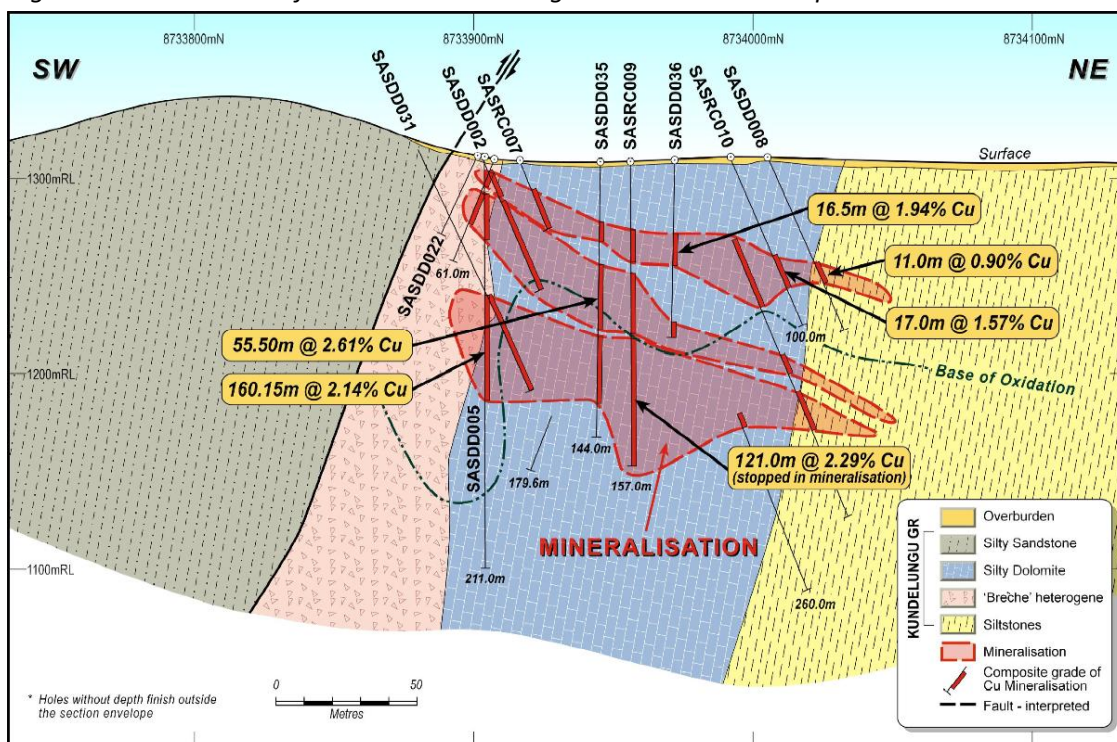 8733800mN
8733900mN
8734000mN
8734100mN
SW
NE
SASDD031
SASDD002
SASRC007
SASDD035
SASRC009
SASDD036
SASRC010
SASDD008
Surface
1300mRL
1200mRL
1100mRL
16.5m @ 1.94% Cu
11.0m @ 0.90% Cu
17.0m @ 1.57% Cu
SASDD022
61.0m
100.0m
55.50m @ 2.61% Cu
160.15m @ 2.14% Cu
Base of Oxidation
SASDD005
144.0m
179.6m
157.0m
121.0m @ 2.29% Cu
(stopped in mineralisation)
MINERALISATION
211.0m
260.0m
KUNDELUNGU GR
Overburden
Silty Sandstone
Silty Dolomite
'Breche' heterogene
Siltstones
Mineralisation
Composite grade of
Cu Mineralisation
Fault - interpreted
* Holes without depth finish outside
the section envelope
0 50
Metres